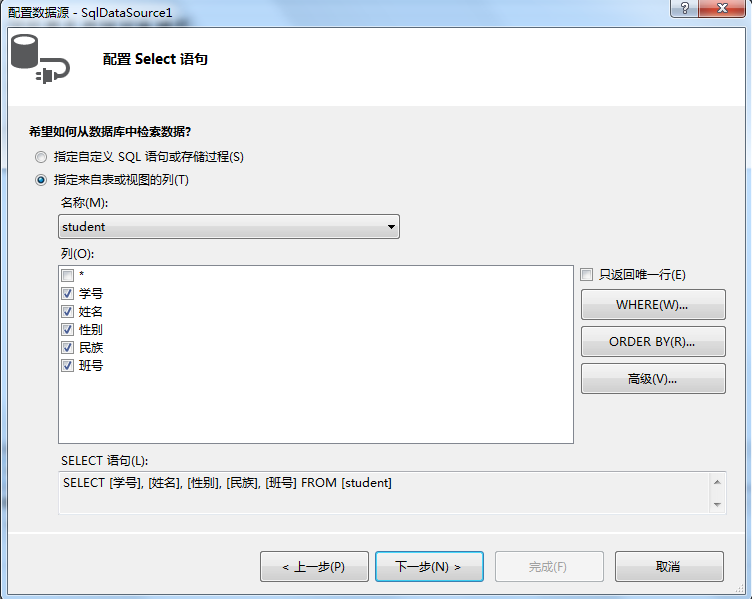 配置数据源 - SqlDataSource1
?
配置 Select 语句
希望如何从数据库中检索数据?
指定自定义 SQL 语句或存储过程(S)
指定来自表或视图的列(T)
名称(M):
student
列(O):
*
学号
姓名
性别
民族
班号
只返回唯一行(E)
WHERE(W)...
ORDER BY(R)...
高级(V)...
SELECT 语句(L):
SELECT [学号], [姓名], [性别], [民族], [班号] FROM [student]
< 上一步(P)
下一步(N) >
完成(F)
取消